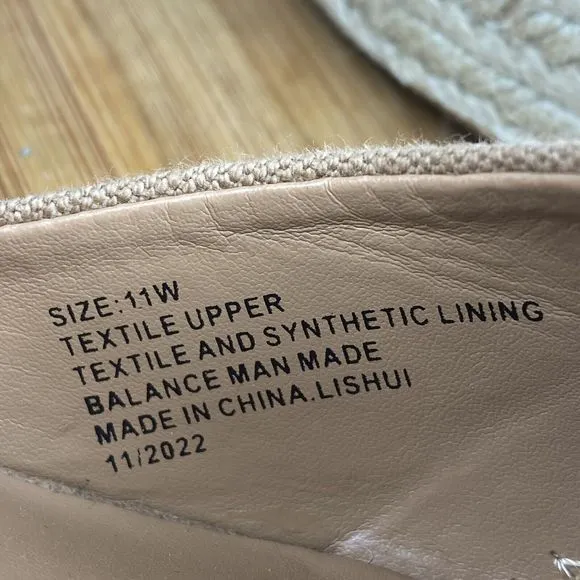 SIZE:11W
TEXTILE UPPER
TEXTILE AND SYNTHETIC LINING
BALANCE MAN MADE
MADE IN CHINA.LISHUI
11/2022